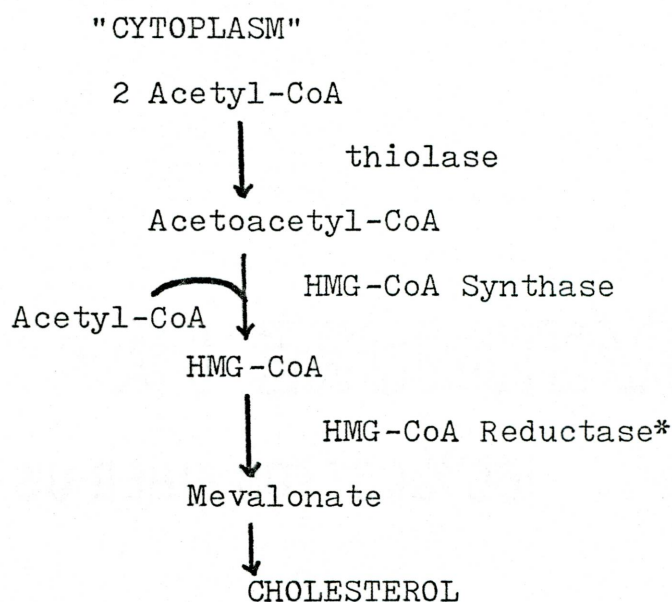 "CYTOPLASM"
2 Acetyl-CoA
thiolase
Acetoacetyl-CoA
HMG-CoA Synthase
Acetyl-CoA
HMG-CoA
HMG-CoA Reductase*
Mevalonate
CHOLESTEROL